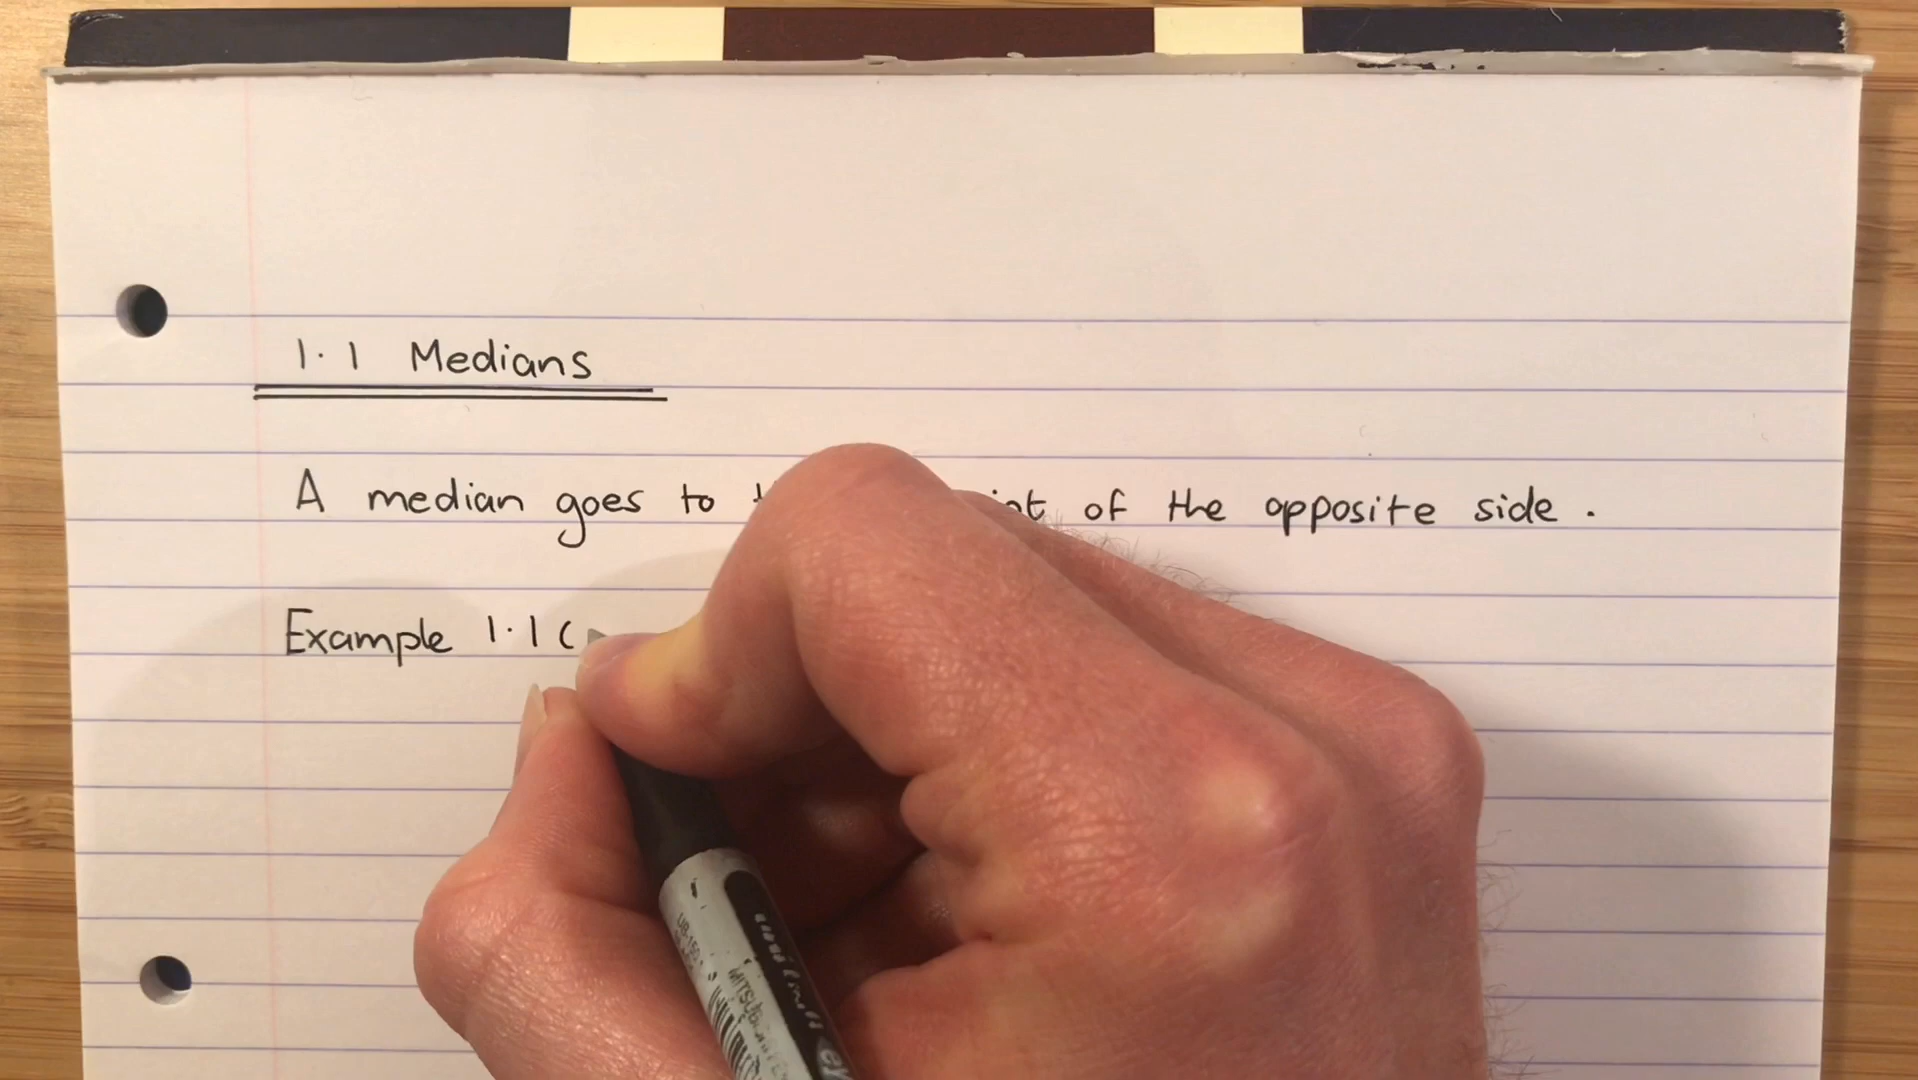 1.1 Medians
A median goes to of the opposite side.
Example 1.1 (